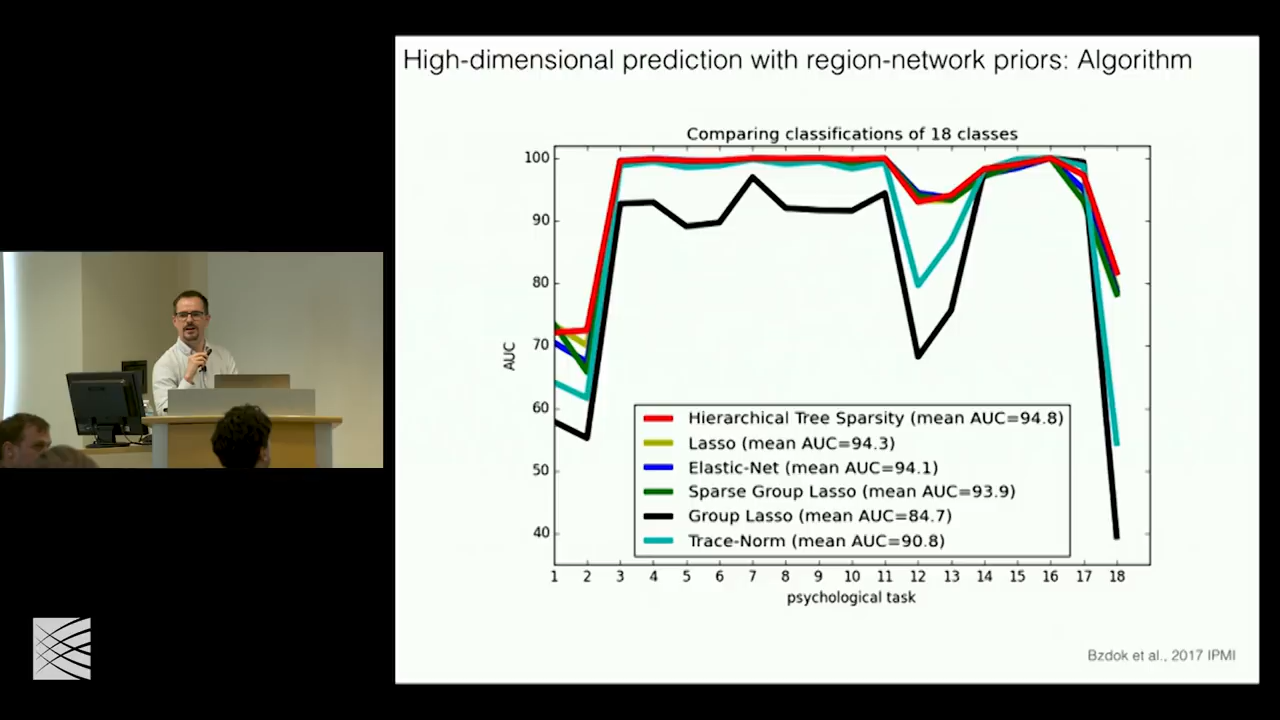 High-dimensional prediction with region-network priors: Algorithm
Comparing classifications of 18 classes
100
90
80
70
60
50
40
AUC
Hierarchical Tree Sparsity (mean AUC=94.8)
Lasso (mean AUC=94.3)
Elastic-Net (mean AUC=94.1)
Sparse Group Lasso (mean AUC=93.9)
Group Lasso (mean AUC=84.7)
Trace-Norm (mean AUC=90.8)
1 2 3 4 5 6 7 8 9 10 11 12 13 14 15 16 17 18
psychological task
Bzdok et al., 2017 IPMI